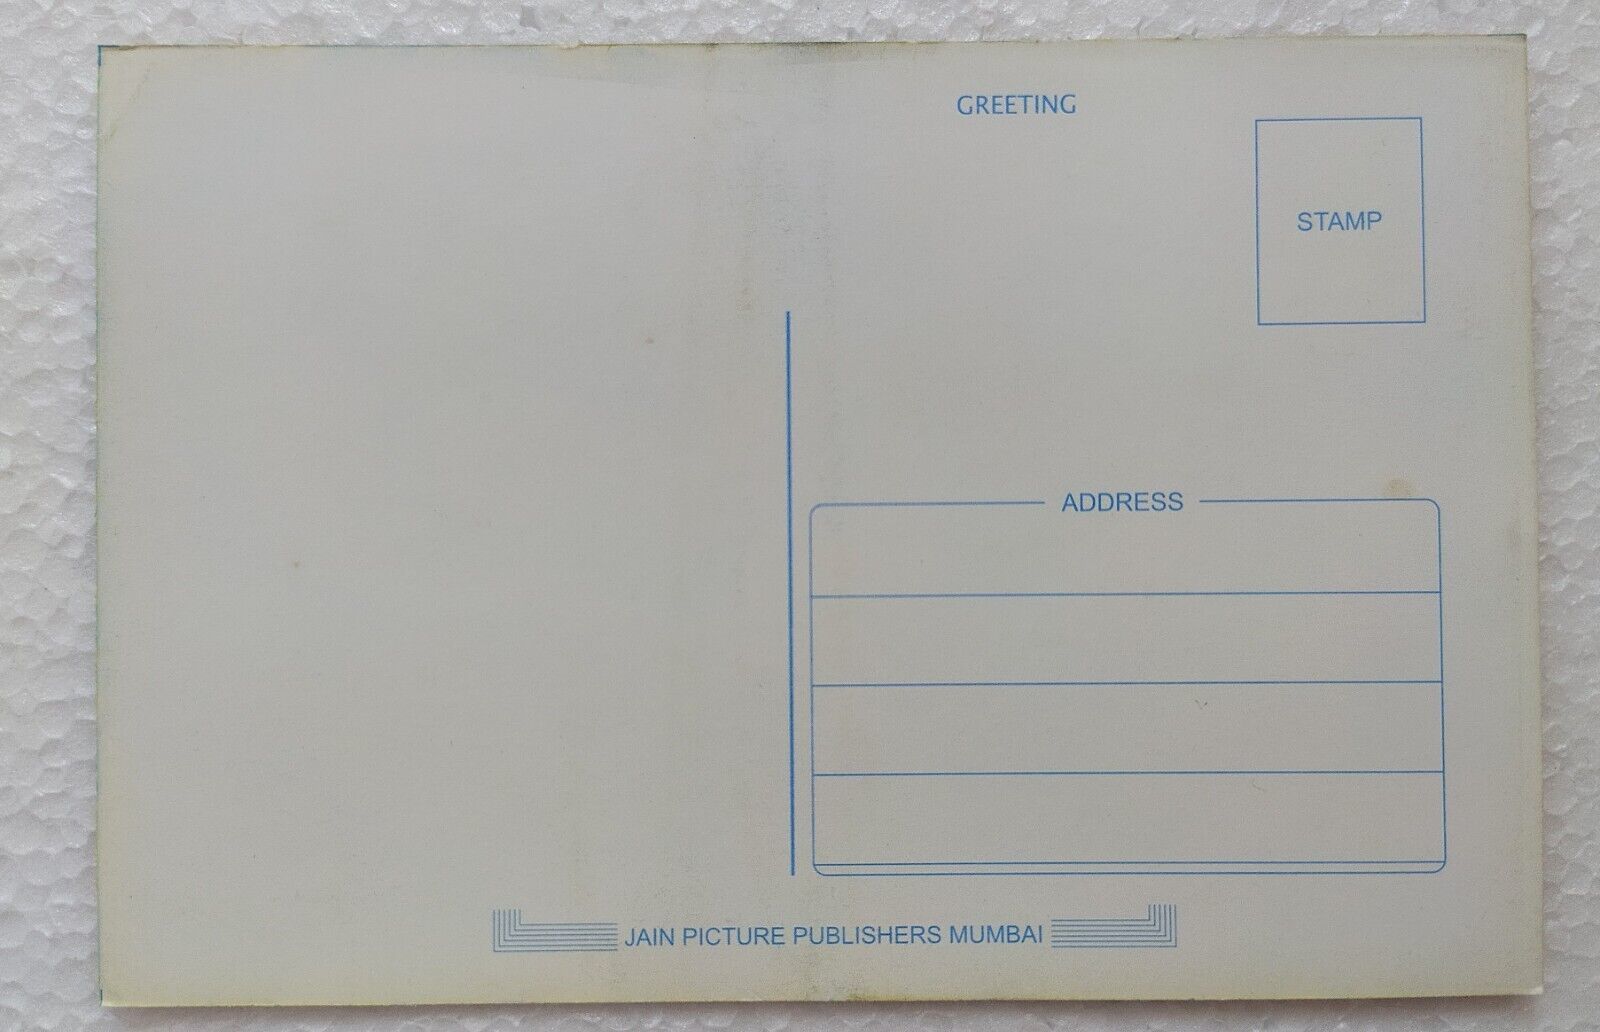 GREETING
STAMP
ADDRESS
JAIN PICTURE PUBLISHERS MUMBAI